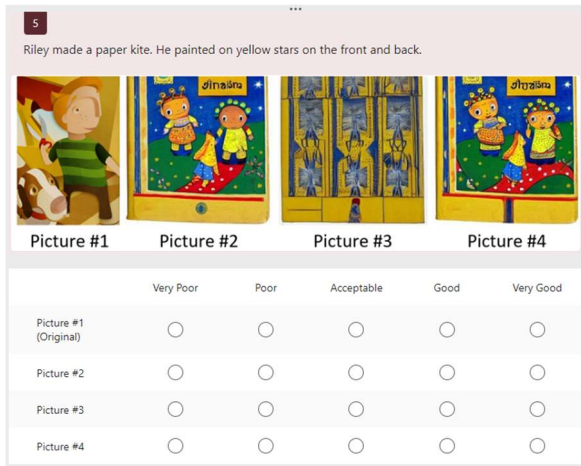 5
Riley made a paper kite. He painted on yellow stars on the front and back.
Picture #1 Picture #2 Picture #3 Picture #4
Very Poor Poor Acceptable Good Very Good
Picture #1
(Original)
Picture #2
Picture #3
Picture #4